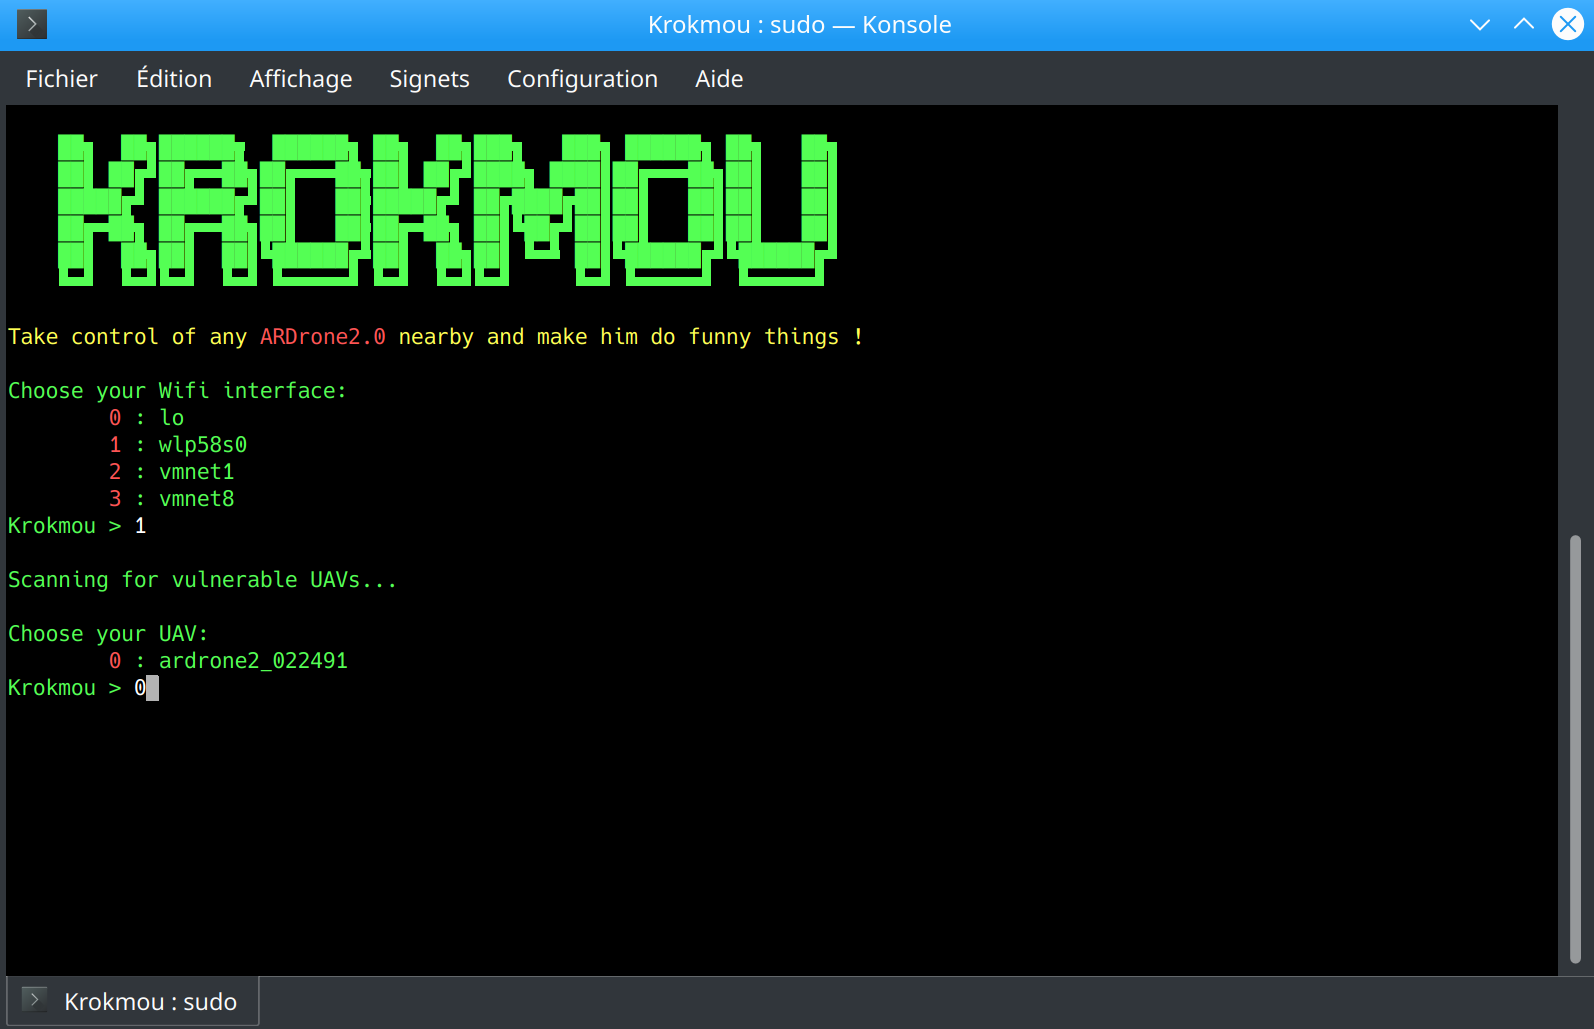 Krokmou : sudo — Konsole
Fichier Édition Affichage Signets Configuration Aide
KROKMOU
Take control of any ARDrone2.0 nearby and make him do funny things !
Choose your Wifi interface:
0 : lo
1 : wlp58s0
2 : vmnet1
3 : vmnet8
Krokmou > 1
Scanning for vulnerable UAVs...
Choose your UAV:
0 : ardrone2_022491
Krokmou > 0
Krokmou : sudo